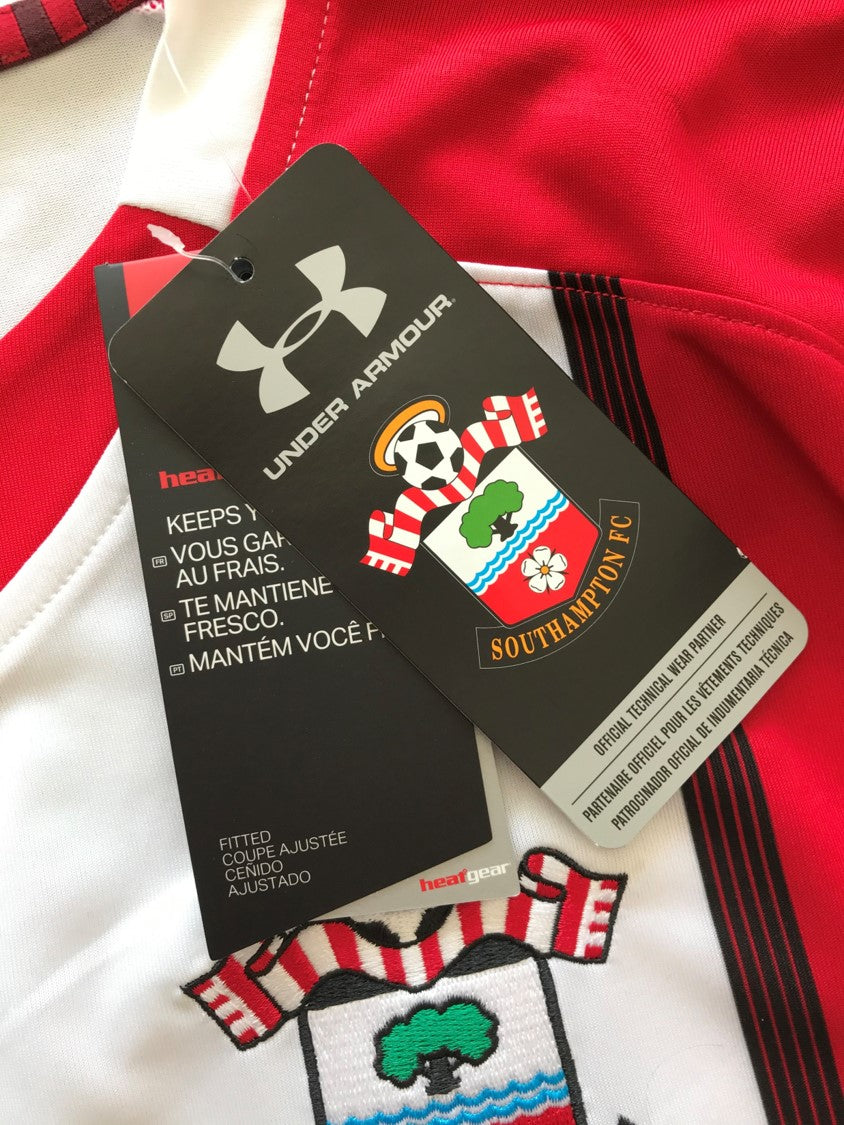 UNDER ARMOUR
SOUTHAMPTON FC
OFFICIAL TECHNICAL WEAR PARTNER
PARTENAIRE OFFICIEL POUR LES VÊTEMENTS TECHNIQUES
PATROCINADOR OFICIAL DE INDUMENTARIA TÉCNICA
KEEPS
FR VOUS
AU FRAIS.
SP TE MANTIENE
FRESCO.
PT MANTÉM VOCÊ
FITTED
COUPE AJUSTÉE
CEÑIDO
AJUSTADO
heatgear